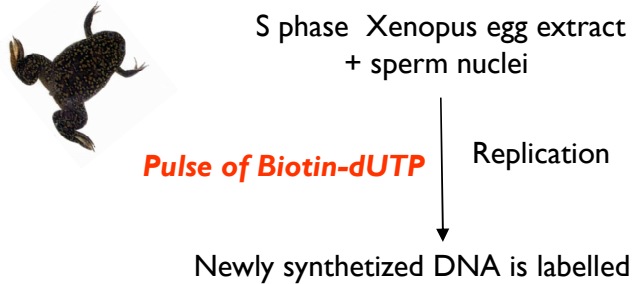 S phase Xenopus egg extract
+ sperm nuclei
Pulse of Biotin-dUTP
Replication
Newly synthetized DNA is labelled